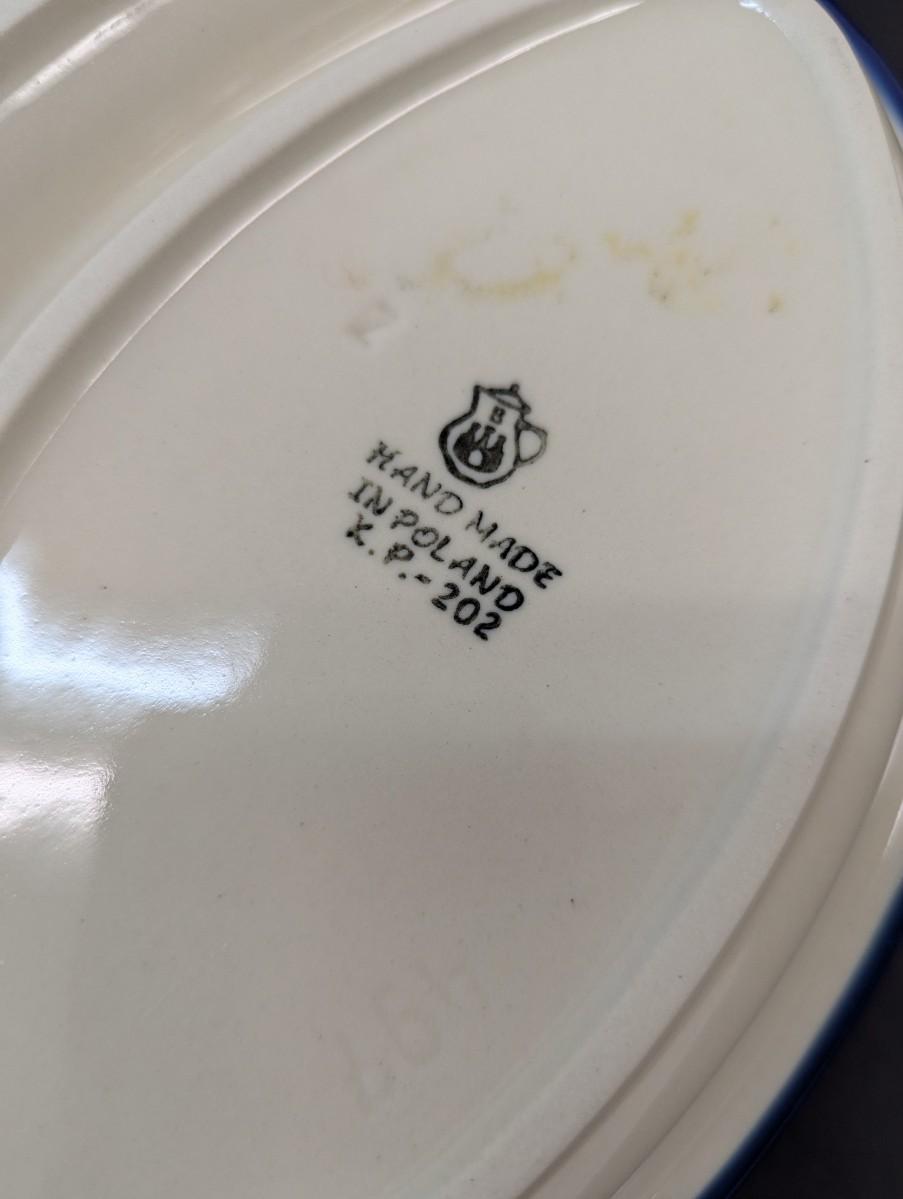 B
HAND MADE
IN POLAND
K.P.-202
Z